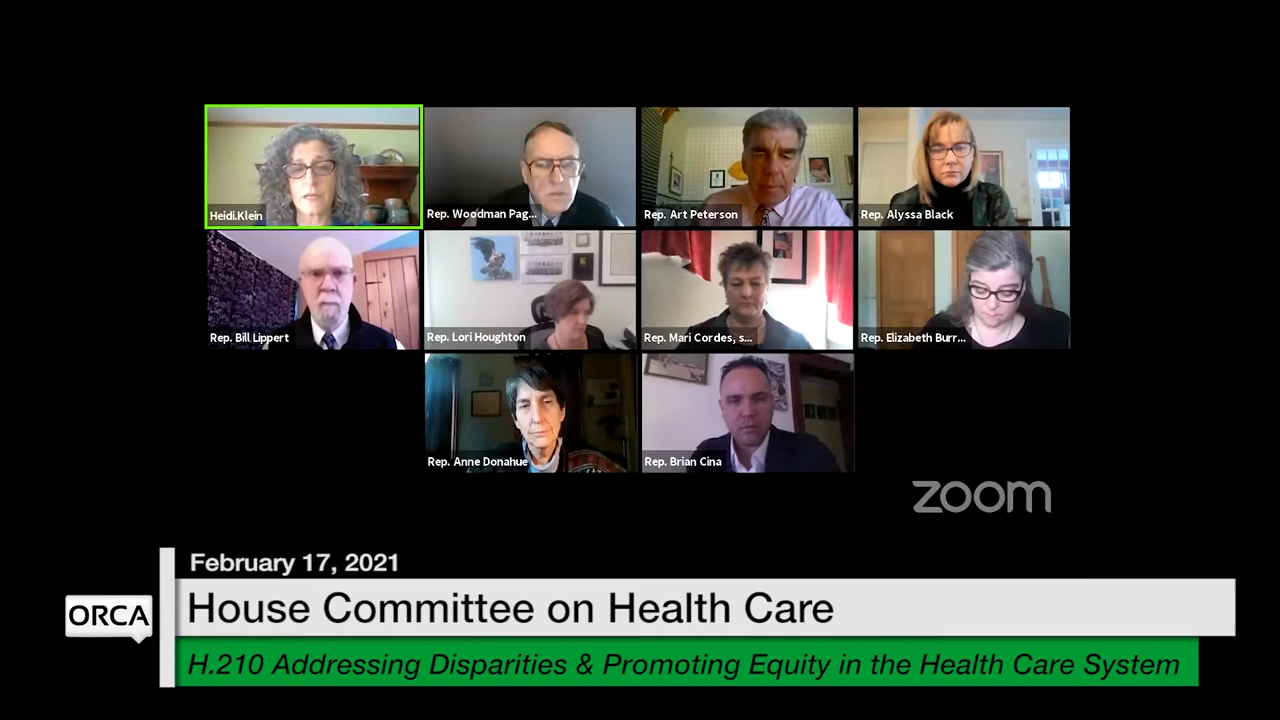 Heidi.Klein
Rep. Woodman Pag...
Rep. Art Peterson
Rep. Alyssa Black
Rep. Bill Lippert
Rep. Lori Houghton
Rep. Mari Cordes, s...
Rep. Elizabeth Burr...
Rep. Anne Donahue
Rep. Brian Cina
zoom
February 17, 2021
ORCA
House Committee on Health Care
H.210 Addressing Disparities & Promoting Equity in the Health Care System